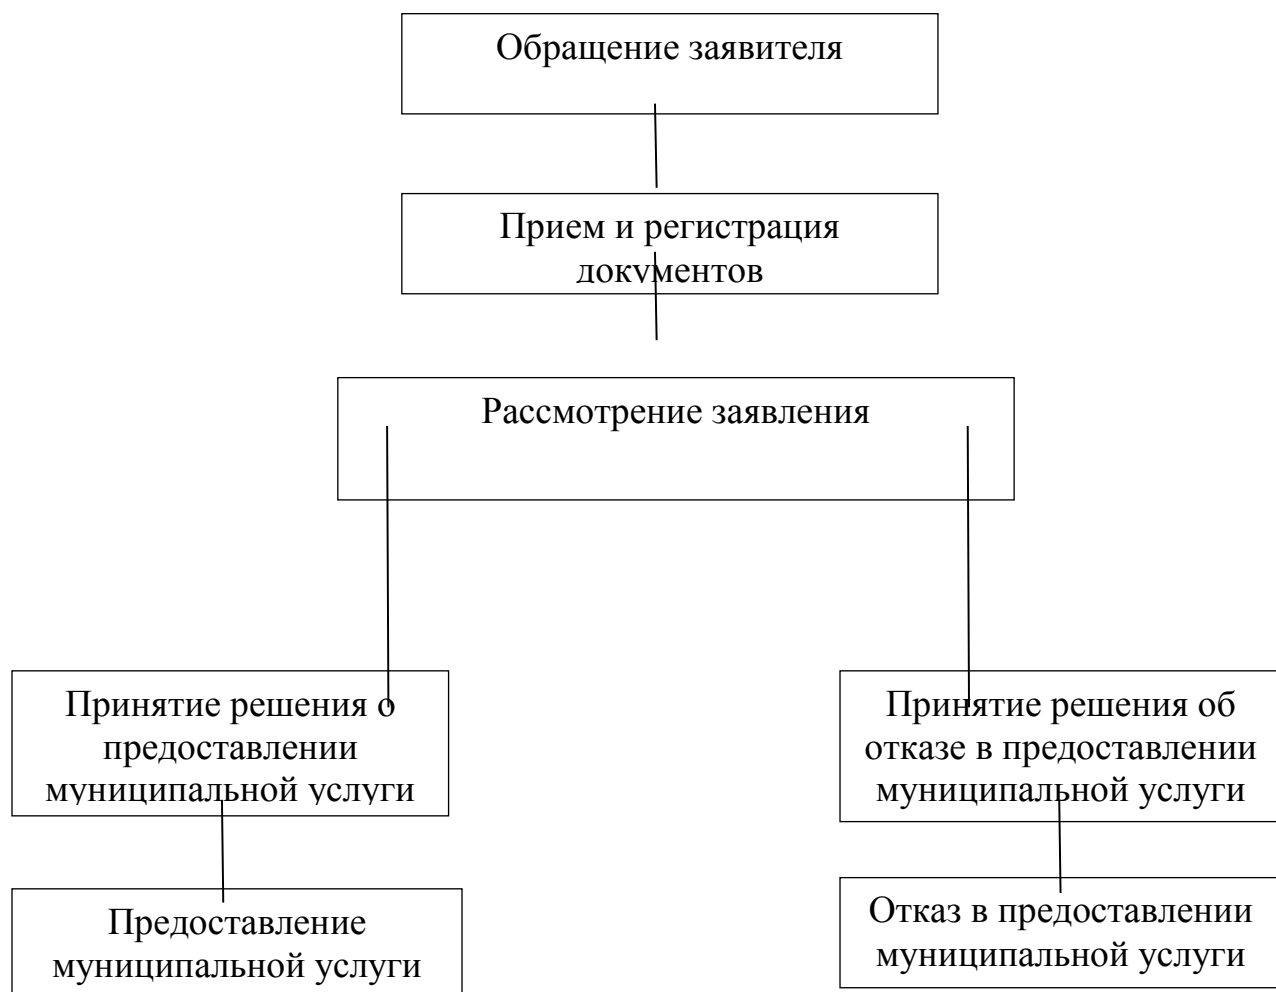 Обращение заявителя
Прием и регистрация
документов
Рассмотрение заявления
Принятие решения о
предоставлении
муниципальной услуги
Принятие решения об
отказе в предоставлении
муниципальной услуги
Предоставление
муниципальной услуги
Отказ в предоставлении
муниципальной услуги